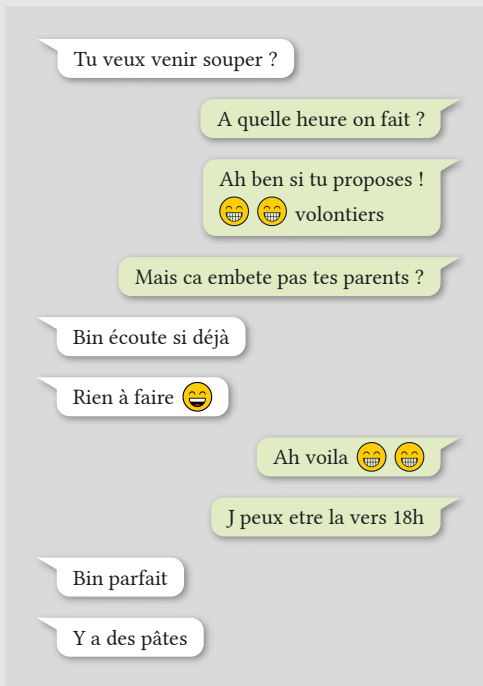 Tu veux venir souper ?
A quelle heure on fait ?
Ah ben si tu proposes !
😁 😁 volontiers
Mais ca embete pas tes parents ?
Bin écoute si déjà
Rien à faire 😄
Ah voila 😁 😁
J peux etre la vers 18h
Bin parfait
Y a des pâtes